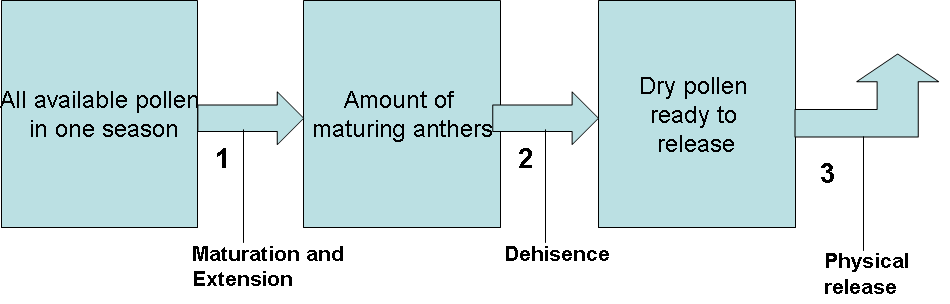 All available pollen
in one season
1
Maturation and
Extension
Amount of
maturing anthers
2
Dehisence
Dry pollen
ready to
release
3
Physical
release